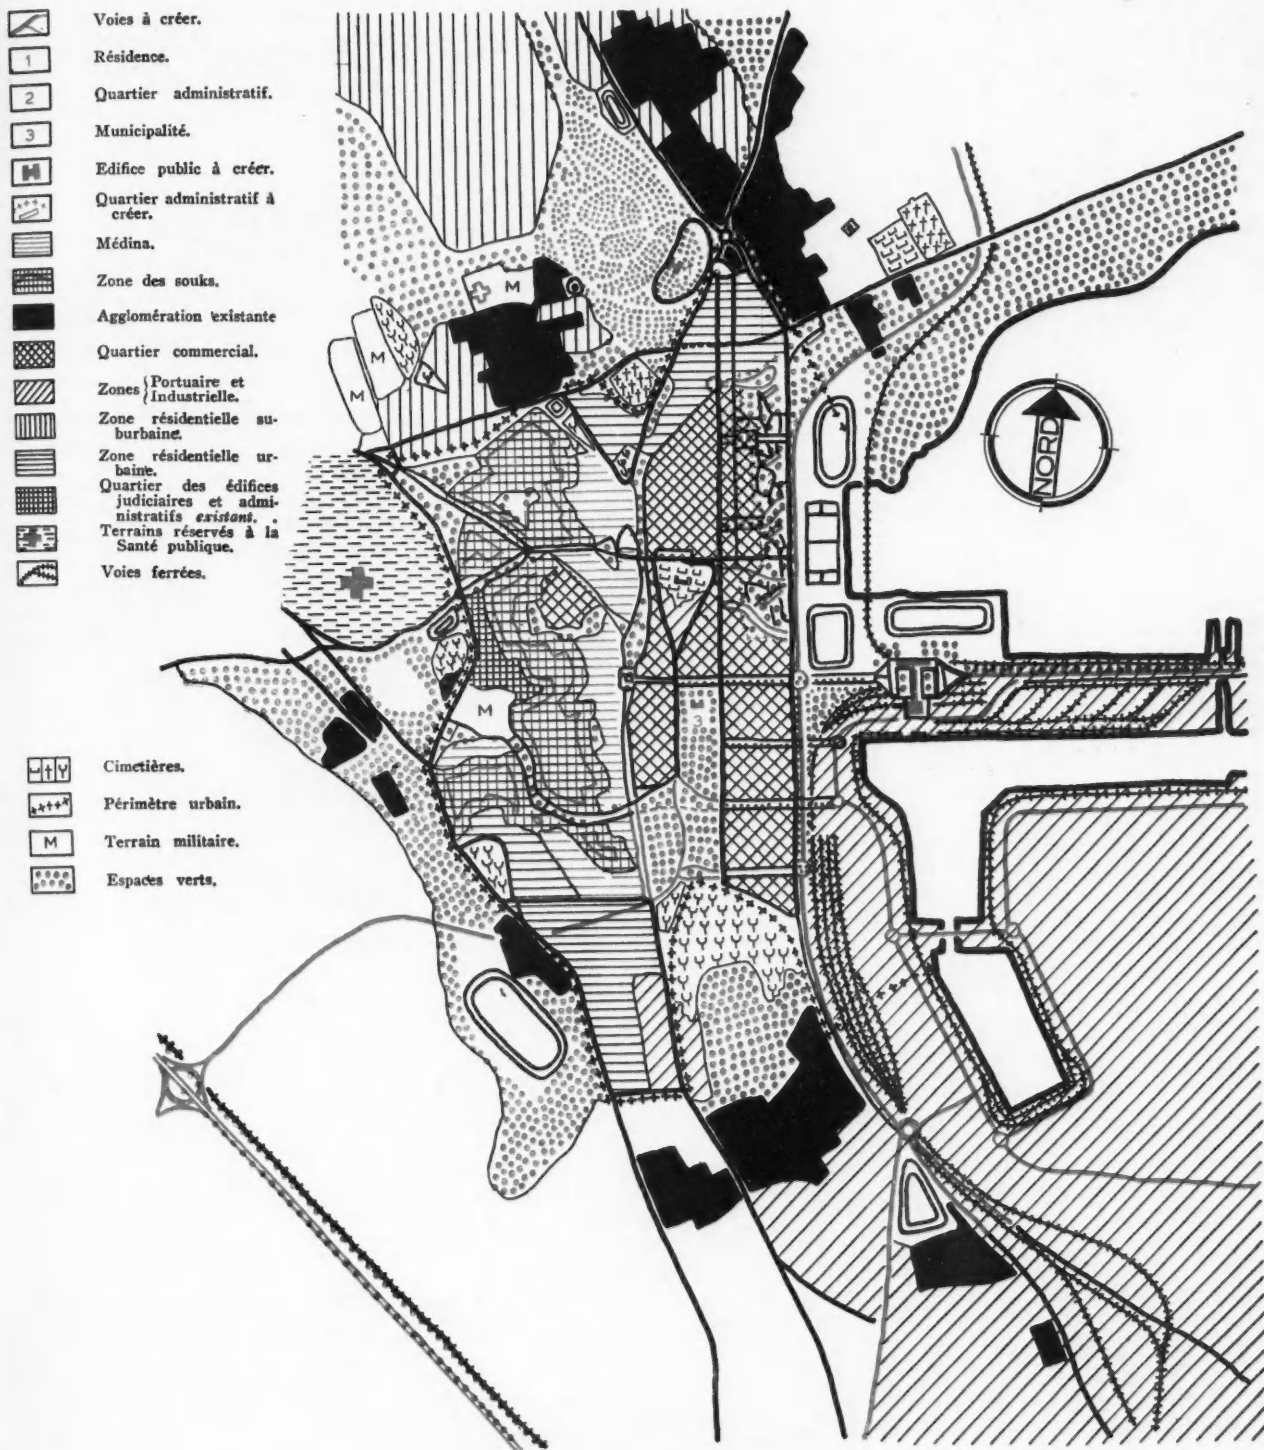 Voies à créer.
1
Résidence.
2
Quartier administratif.
3
Municipalité.
Edifice public à créer.
Quartier administratif à
créer.
Médina.
Zone des souks.
Agglomération existante
Quartier commercial.
Zones { Portuaire et
Industrielle.
Zone résidentielle su-
burbaine.
Zone résidentielle ur-
baine.
Quartier des édifices
judiciaires et admi-
nistratifs existant. .
Terrains réservés à la
Santé publique.
Voies ferrées.
Cimetières.
Périmètre urbain.
M
Terrain militaire.
Espaces verts.
M
M
M
M
3
NORD